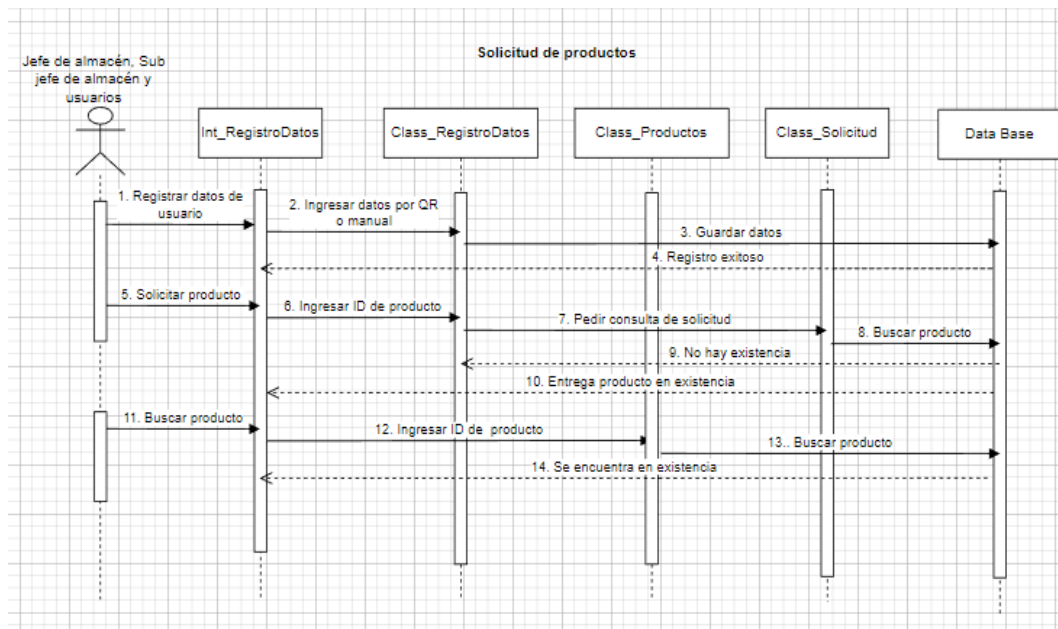 Solicitud de productos
Jefe de almacén, Sub
jefe de almacén y
usuarios
Int_RegistroDatos
Class_RegistroDatos
Class_Productos
Class_Solicitud
Data Base
1. Registrar datos de
usuario
2. Ingresar datos por QR
o manual
3. Guardar datos
4. Registro exitoso
5. Solicitar producto
6. Ingresar ID de producto
7. Pedir consulta de solicitud
8. Buscar producto
9. No hay existencia
10. Entrega producto en existencia
11. Buscar producto
12. Ingresar ID de producto
13.. Buscar producto
14. Se encuentra en existencia